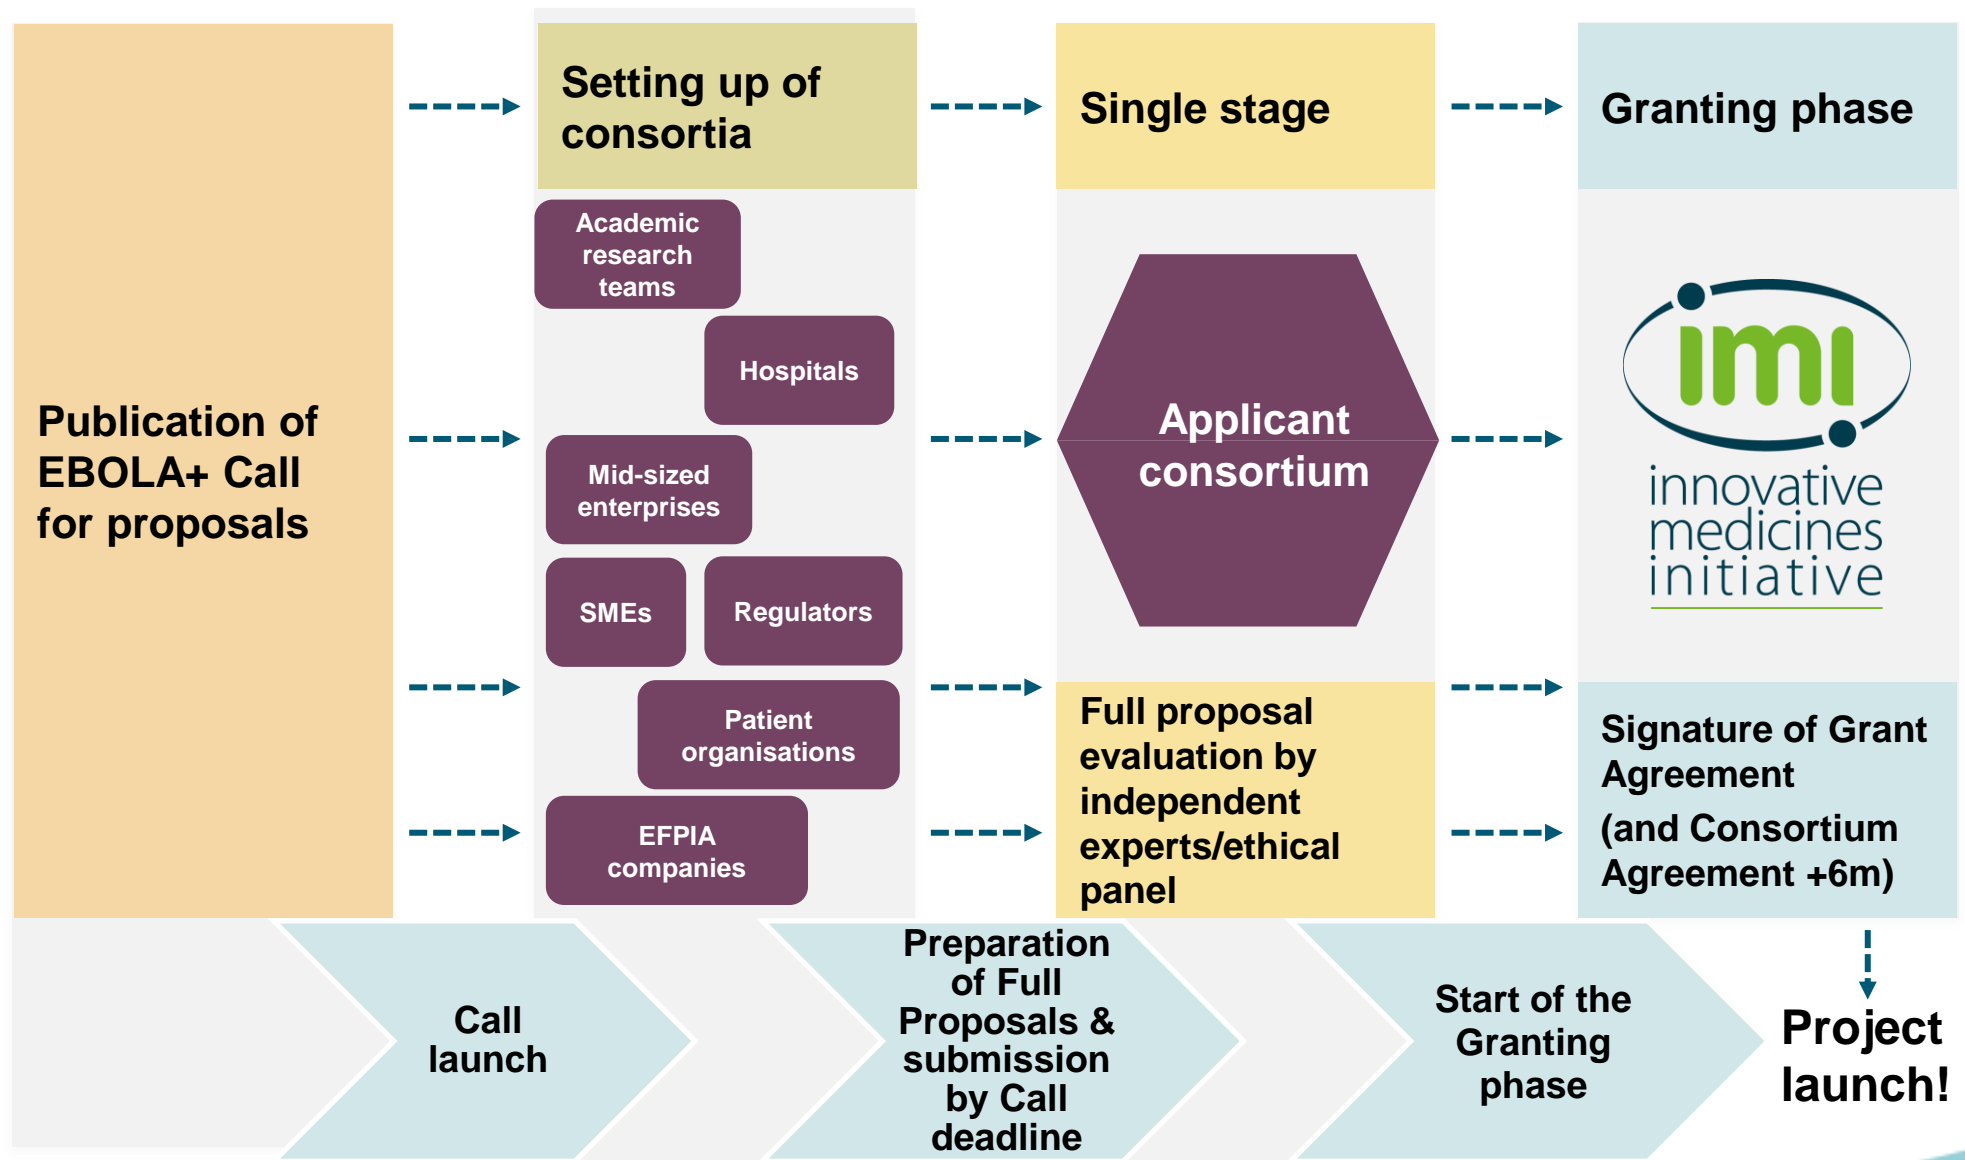 Publication of
EBOLA+ Call
for proposals
Setting up of
consortia
Academic
research
teams
Hospitals
Mid-sized
enterprises
SMEs
Regulators
Patient
organisations
EFPIA
companies
Single stage
Applicant
consortium
Full proposal
evaluation by
independent
experts/ethical
panel
Granting phase
imi
innovative
medicines
initiative
Signature of Grant
Agreement
(and Consortium
Agreement +6m)
Call
launch
Preparation
of Full
Proposals &
submission
by Call
deadline
Start of the
Granting
phase
Project
launch!